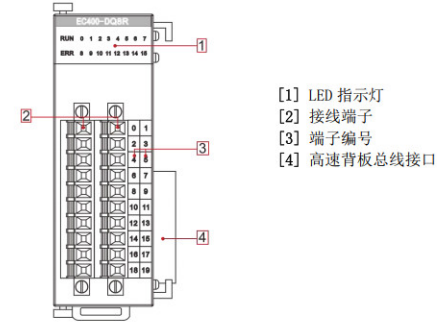 EC400-DQ8R
RUN 0 1 2 3 4 5 6 7
ERR 8 9 10 11 12 13 14 15
1
2
0 1
2 3
3
4 5
6 7
8 9
10 11
12 13
14 15
4
16 17
18 19
[1] LED 指示灯
[2] 接线端子
[3] 端子编号
[4] 高速背板总线接口